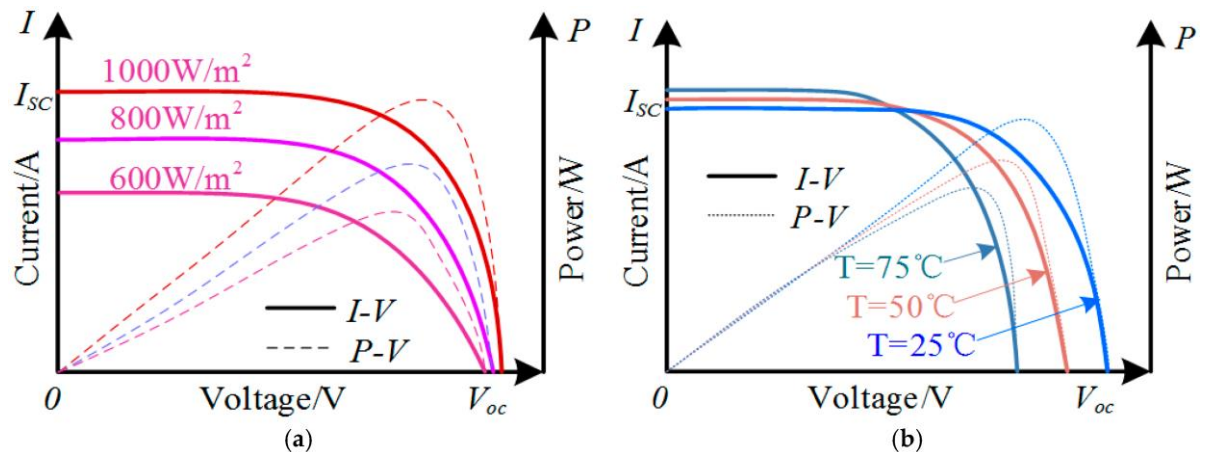 I
P
1000W/m²
I_SC
800W/m²
600W/m²
Current/A
Power/W
I-V
P-V
0
Voltage/V
V_oc
(a)
I
P
I_SC
Current/A
Power/W
I-V
P-V
T=75℃
T=50℃
T=25℃
0
Voltage/V
V_oc
(b)